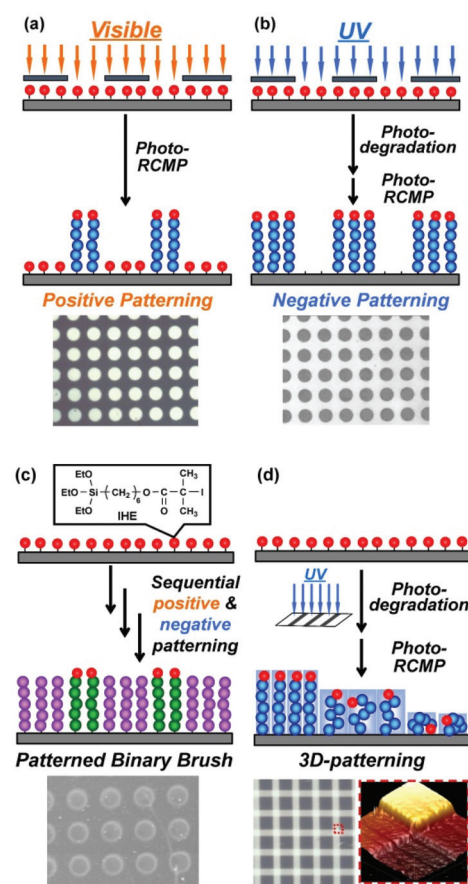 (a)
Visible
Photo-
RCMP
Positive Patterning
(b)
UV
Photo-
degradation
Photo-
RCMP
Negative Patterning
(c)
EtO
EtO-Si-(CH2)6-O-C-C-I
EtO
O
CH3
CH3
IHE
Sequential
positive &
negative
patterning
Patterned Binary Brush
(d)
UV
Photo-
degradation
Photo-
RCMP
3D-patterning